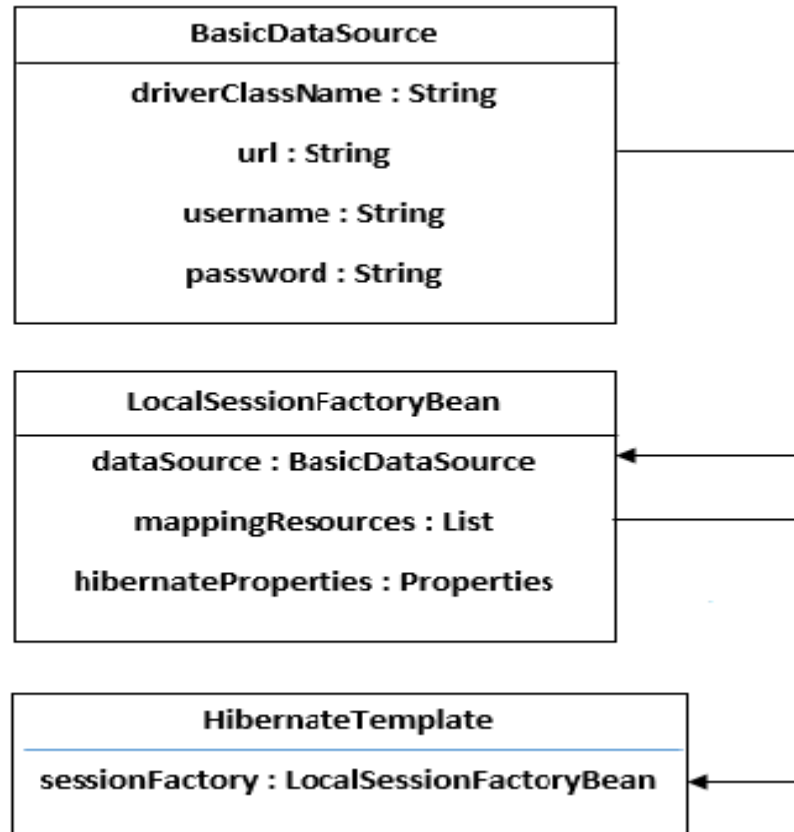 BasicDataSource
driverClassName : String
url : String
username : String
password : String
LocalSessionFactoryBean
dataSource : BasicDataSource
mappingResources : List
hibernateProperties : Properties
HibernateTemplate
sessionFactory : LocalSessionFactoryBean